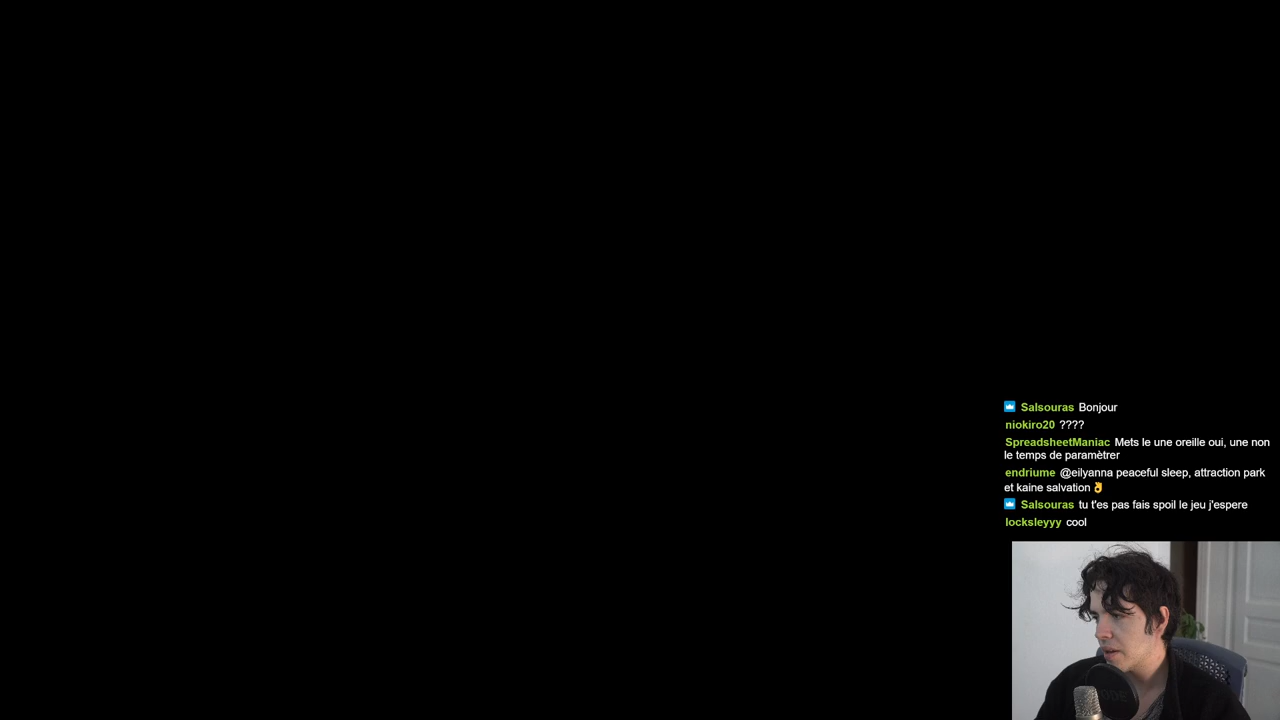 Salsouras Bonjour
niokiro20 ????
SpreadsheetManiac Mets le une oreille oui, une non
le temps de paramètrer
endriume @eilyanna peaceful sleep, attraction park
et kaine salvation 👌
Salsouras tu t'es pas fais spoil le jeu j'espere
locksleyyy cool